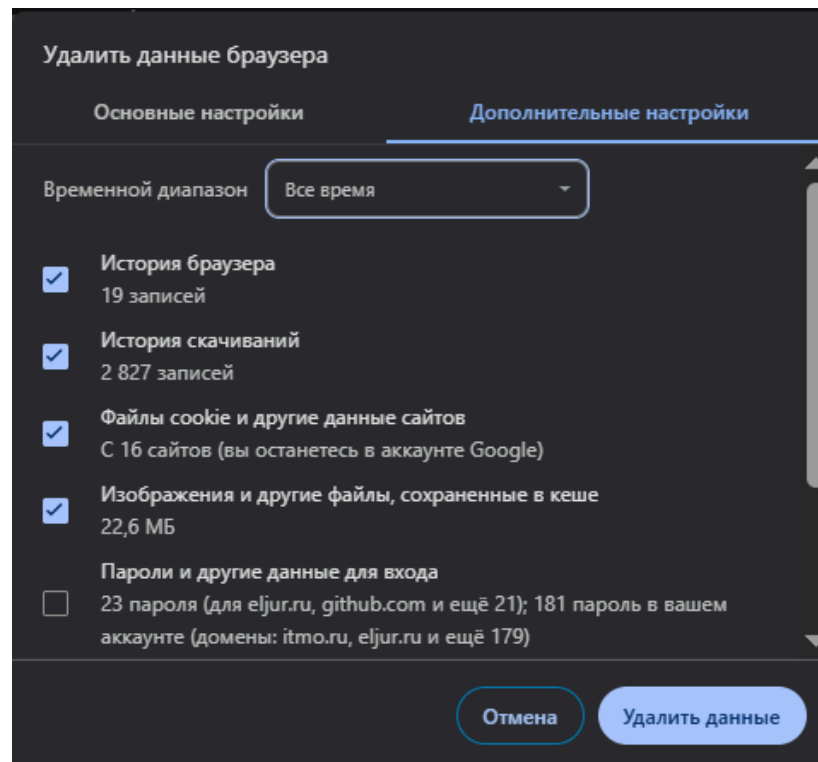 Удалить данные браузера
Основные настройки
Дополнительные настройки
Временной диапазон
Все время
История браузера
19 записей
История скачиваний
2 827 записей
Файлы cookie и другие данные сайтов
С 16 сайтов (вы останетесь в аккаунте Google)
Изображения и другие файлы, сохраненные в кеше
22,6 МБ
Пароли и другие данные для входа
23 пароля (для eljur.ru, github.com и ещё 21); 181 пароль в вашем
аккаунте (домены: itmo.ru, eljur.ru и ещё 179)
Отмена
Удалить данные